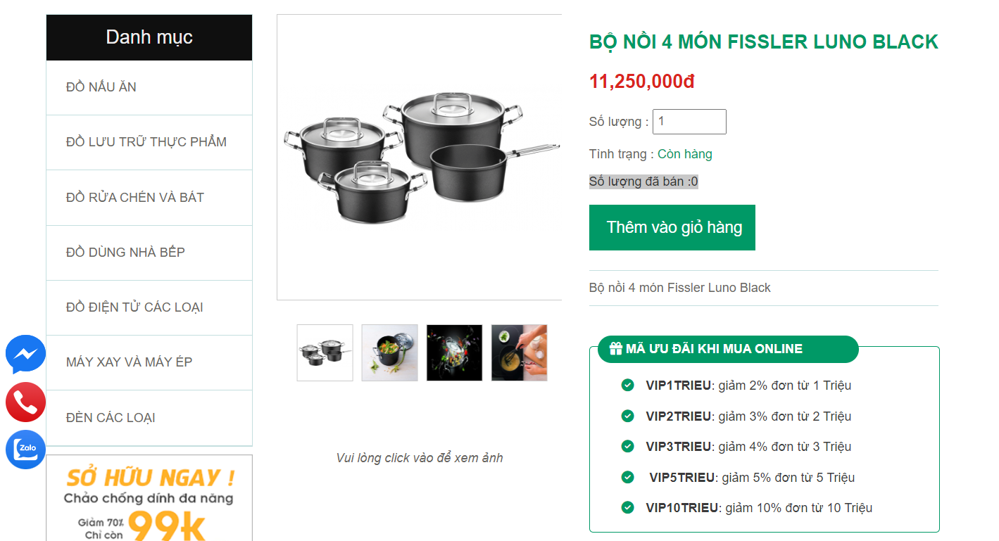 Danh mục
ĐỒ NẤU ĂN
ĐỒ LƯU TRỮ THỰC PHẨM
ĐỒ RỬA CHÉN VÀ BÁT
ĐỒ DÙNG NHÀ BẾP
ĐỒ ĐIỆN TỬ CÁC LOẠI
MÁY XAY VÀ MÁY ÉP
ĐÈN CÁC LOẠI
Zalo
SỞ HỮU NGAY !
Chảo chống dính đa năng
Giảm 70%
Chỉ còn
99k
Vui lòng click vào để xem ảnh
BỘ NỒI 4 MÓN FISSLER LUNO BLACK
11,250,000đ
Số lượng : 1
Tình trạng : Còn hàng
Số lượng đã bán :0
Thêm vào giỏ hàng
Bộ nồi 4 món Fissler Luno Black
MÃ ƯU ĐÃI KHI MUA ONLINE
VIP1TRIEU: giảm 2% đơn từ 1 Triệu
VIP2TRIEU: giảm 3% đơn từ 2 Triệu
VIP3TRIEU: giảm 4% đơn từ 3 Triệu
VIP5TRIEU: giảm 5% đơn từ 5 Triệu
VIP10TRIEU: giảm 10% đơn từ 10 Triệu